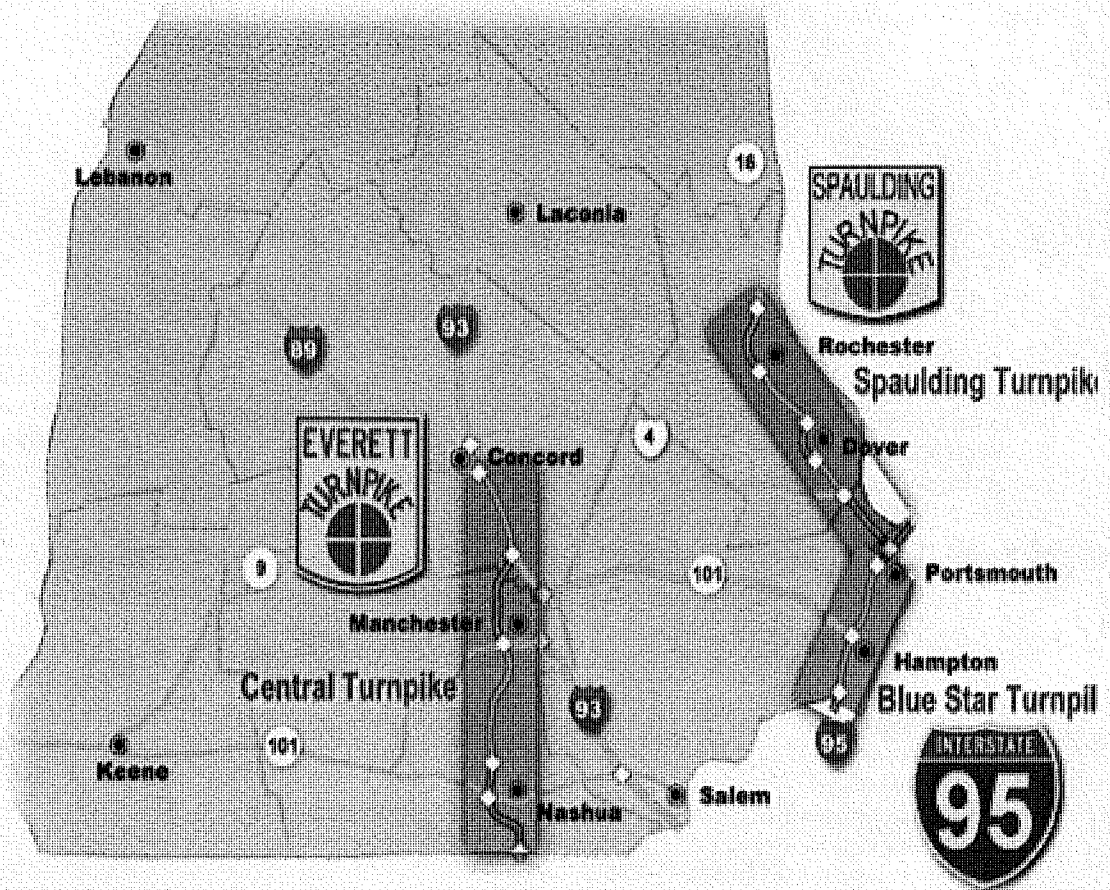 Lebanon
16
SPAULDING
TURNPIKE
Laconia
93
89
Rochester
Spaulding Turnpik
4
EVERETT
TURNPIKE
Concord
Dover
9
101
Portsmouth
Manchester
Hampton
Central Turnpike
Blue Star Turnpi
93
95
INTERSTATE
95
101
Keene
Salem
Nashua